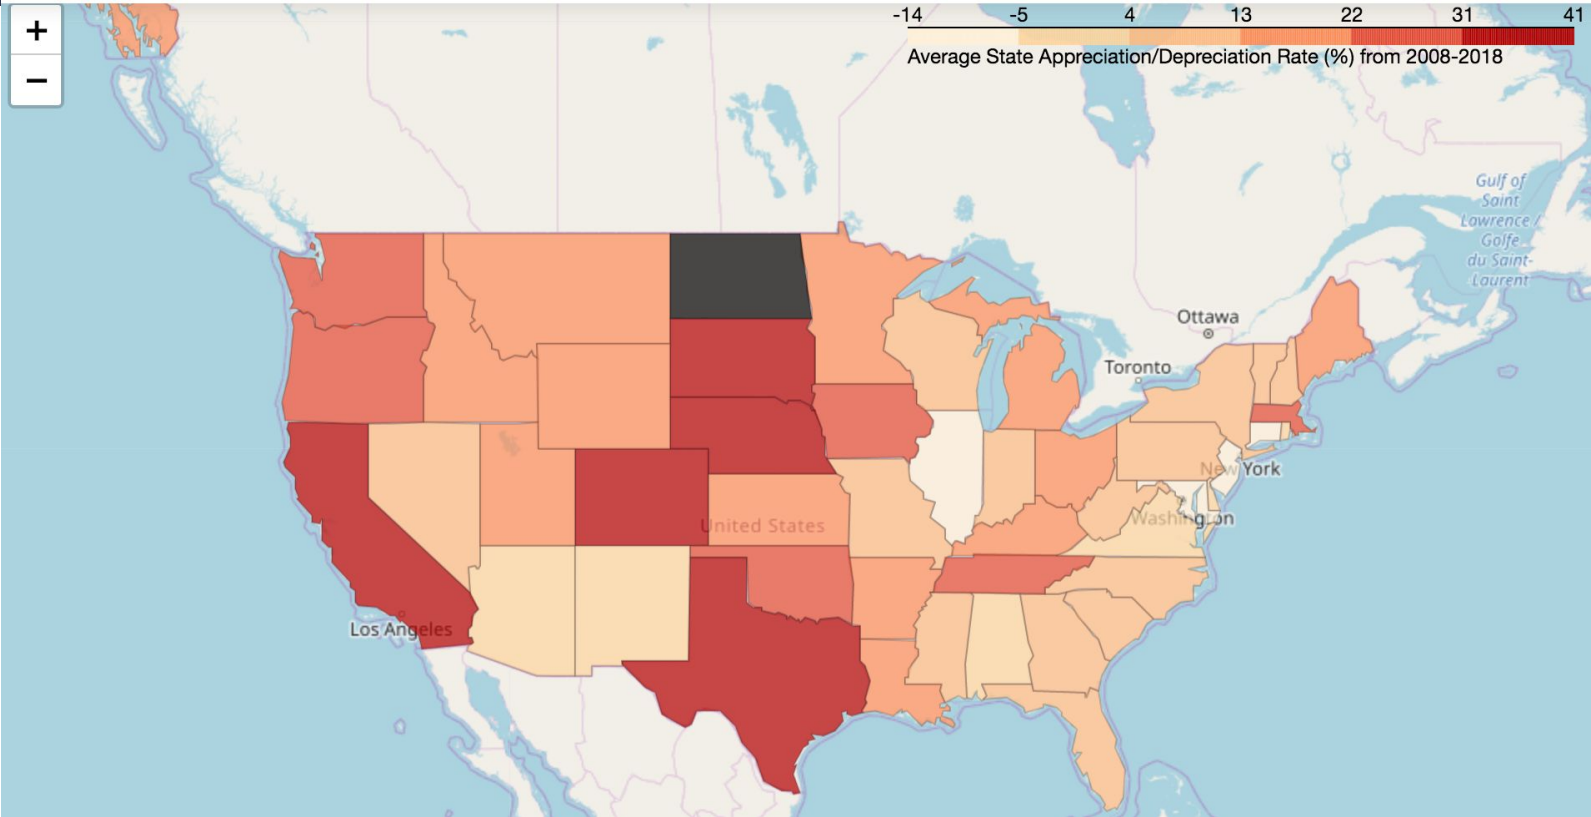 +
−
-14 -5 4 13 22 31 41
Average State Appreciation/Depreciation Rate (%) from 2008-2018
Gulf of
Saint
Lawrence /
Golfe
du Saint-
Laurent
Ottawa
Toronto
New York
Washington
United States
Los Angeles